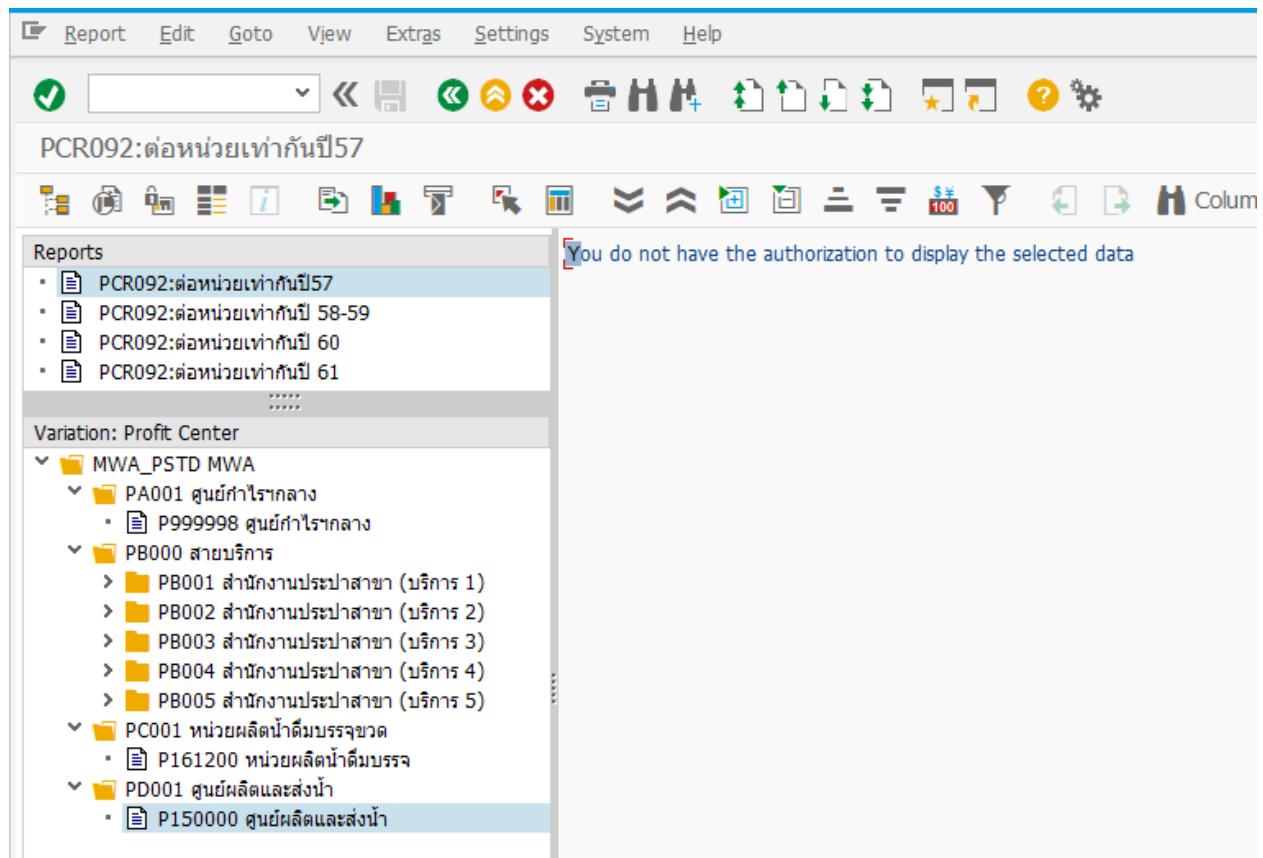 Report Edit Goto View Extras Settings System Help
PCR092:ต่อหน่วยเท่ากันปี57
$ ¥
100
Colum
Reports
PCR092:ต่อหน่วยเท่ากันปี57
PCR092:ต่อหน่วยเท่ากันปี 58-59
PCR092:ต่อหน่วยเท่ากันปี 60
PCR092:ต่อหน่วยเท่ากันปี 61
Variation: Profit Center
MWA_PSTD MWA
PA001 ศูนย์กำไรฯกลาง
P999998 ศูนย์กำไรฯกลาง
PB000 สายบริการ
PB001 สำนักงานประปาสาขา (บริการ 1)
PB002 สำนักงานประปาสาขา (บริการ 2)
PB003 สำนักงานประปาสาขา (บริการ 3)
PB004 สำนักงานประปาสาขา (บริการ 4)
PB005 สำนักงานประปาสาขา (บริการ 5)
PC001 หน่วยผลิตน้ำดื่มบรรจุขวด
P161200 หน่วยผลิตน้ำดื่มบรรจ
PD001 ศูนย์ผลิตและส่งน้ำ
P150000 ศูนย์ผลิตและส่งน้ำ
You do not have the authorization to display the selected data